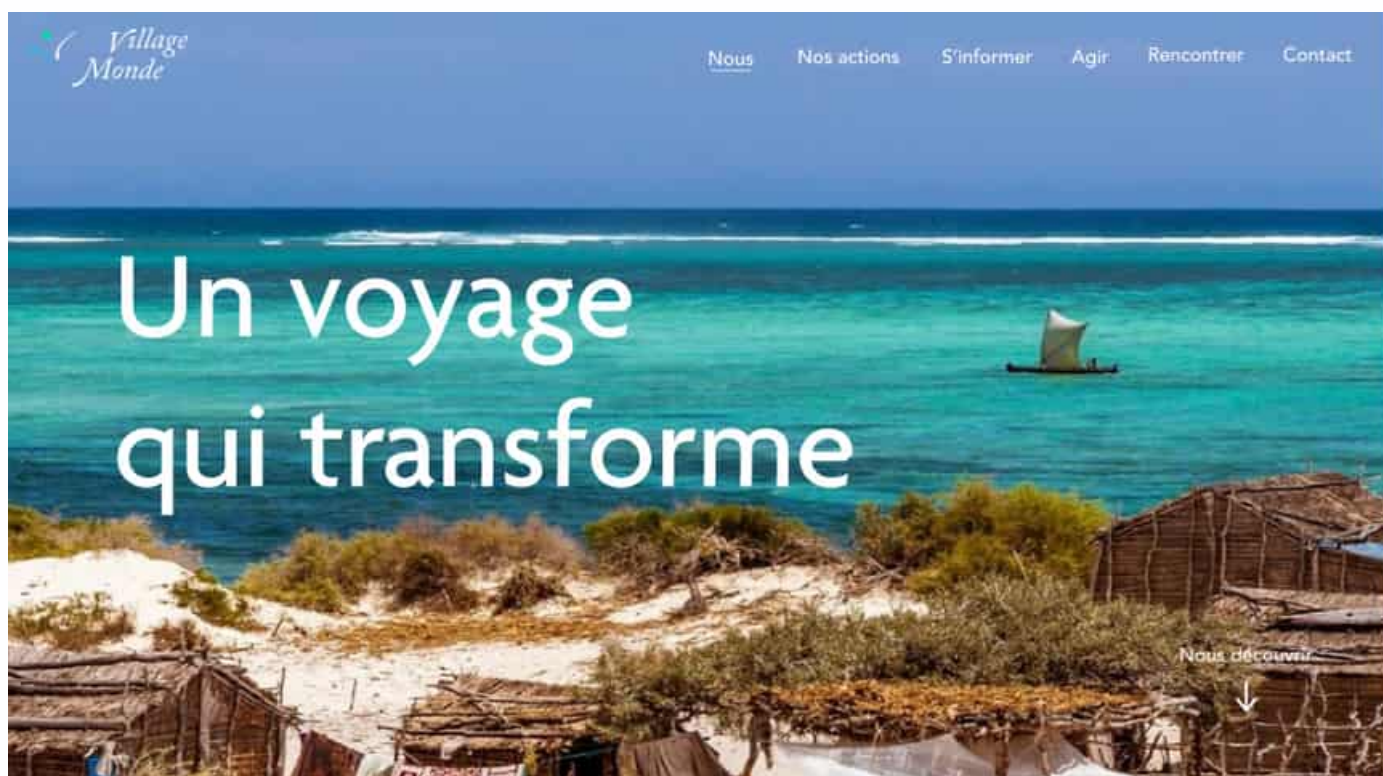 Village
Monde
Nous Nos actions S'informer Agir Rencontrer Contact
Un voyage
qui transforme
Nous découvrir